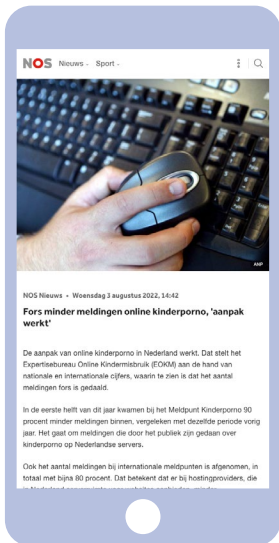 NOS Nieuws Sport
ANP
NOS Nieuws • Woensdag 3 augustus 2022, 14:42
Fors minder meldingen online kinderporno, 'aanpak
werkt'
De aanpak van online kinderporno in Nederland werkt. Dat stelt het
Expertisebureau Online Kindermisbruik (EOKM) aan de hand van
nationale en internationale cijfers, waarin te zien is dat het aantal
meldingen fors is gedaald.
In de eerste helft van dit jaar kwamen bij het Meldpunt Kinderporno 90
procent minder meldingen binnen, vergeleken met dezelfde periode vorig
jaar. Het gaat om meldingen die door het publiek zijn gedaan over
kinderporno op Nederlandse servers.
Ook het aantal meldingen bij internationale meldpunten is afgenomen, in
totaal met bijna 80 procent. Dat betekent dat er bij hostingproviders, die